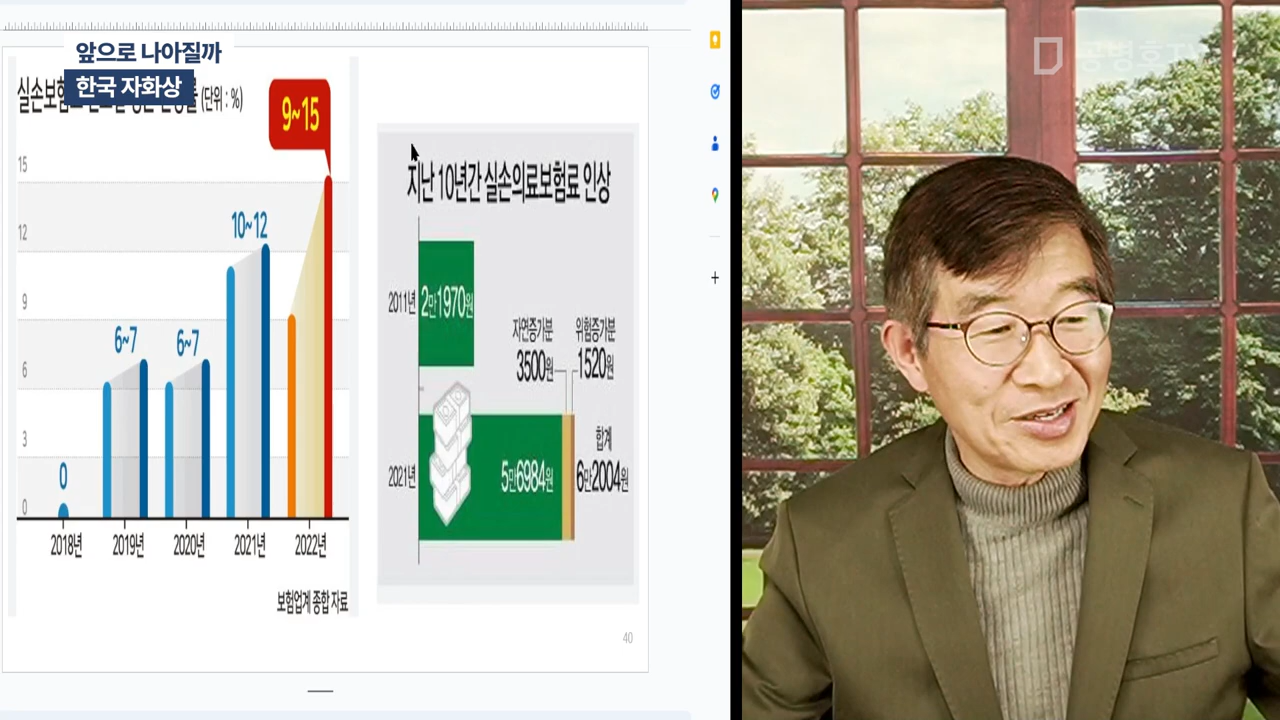 앞으로 나아질까
한국 자화상
실손보험
(단위 : %)
9~15
15
12
9
6
3
0
10~12
6~7
6~7
0
2018년
2019년
2020년
2021년
2022년
보험업계 종합 자료
지난 10년간 실손의료보험료 인상
2011년
2만1970원
자연증가분
3500원
위험증가분
1520원
2021년
5만6984원
합계
6만2004원
40
공병호TV